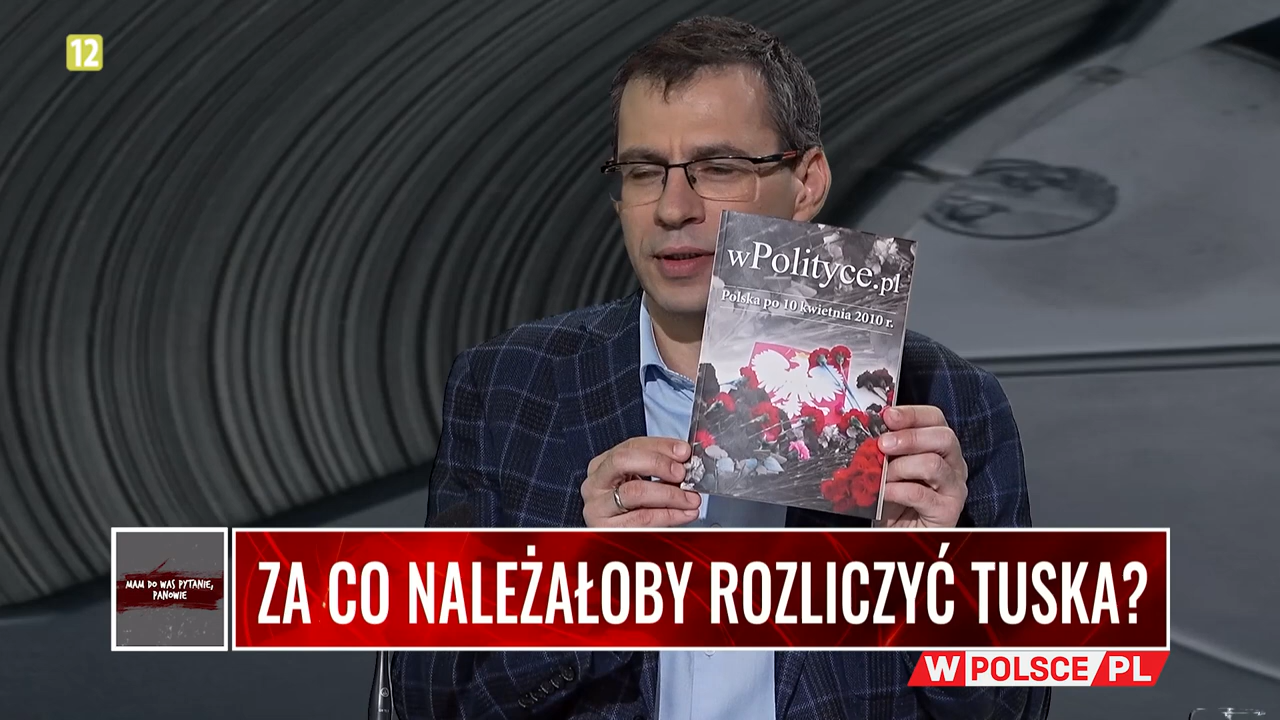 12
wPolityce.pl
Polska po 10 kwietnia 2010 r.
MAM DO WAS PYTANIE,
PANOWIE
ZA CO NALEŻAŁOBY ROZLICZYĆ TUSKA?
WPOLSCE PL